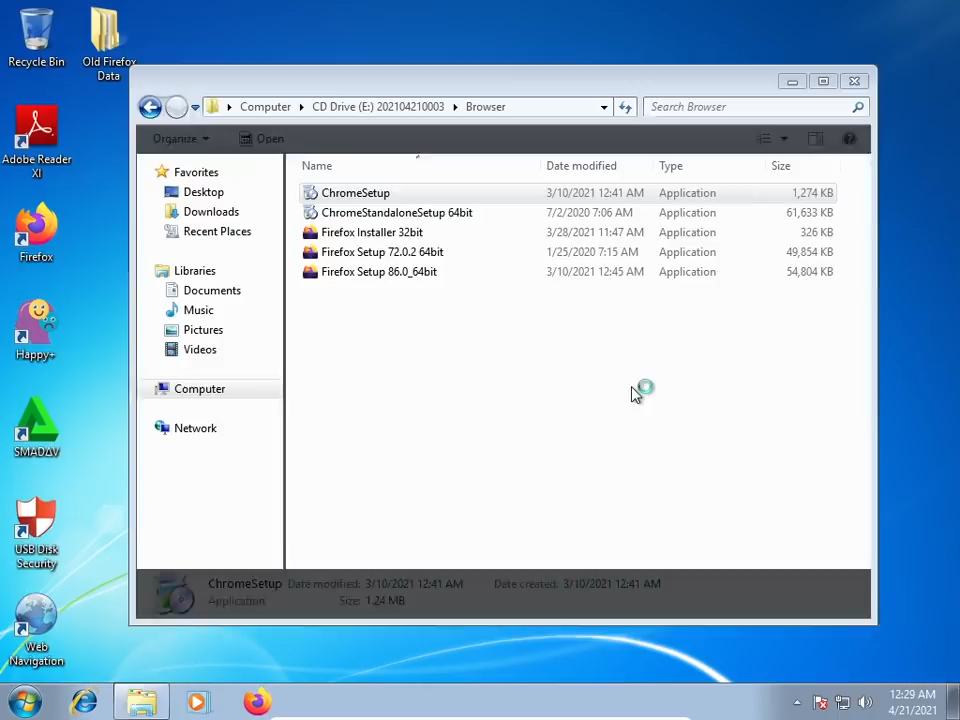 Recycle Bin
Old Firefox
Data
Adobe Reader
XI
Firefox
Happy+
SMADΔV
USB Disk
Security
Web
Navigation
Computer
CD Drive (E:) 202104210003
Browser
Search Browser
Organize
Open
Favorites
Desktop
Downloads
Recent Places
Libraries
Documents
Music
Pictures
Videos
Computer
Network
Name Date modified Type Size
ChromeSetup 3/10/2021 12:41 AM Application 1,274 KB
ChromeStandaloneSetup 64bit 7/2/2020 7:06 AM Application 61,633 KB
Firefox Installer 32bit 3/28/2021 11:47 AM Application 326 KB
Firefox Setup 72.0.2 64bit 1/25/2020 7:15 AM Application 49,854 KB
Firefox Setup 86.0_64bit 3/10/2021 12:45 AM Application 54,804 KB
ChromeSetup Date modified: 3/10/2021 12:41 AM Date created: 3/10/2021 12:41 AM
Application Size: 1.24 MB
12:29 AM
4/21/2021